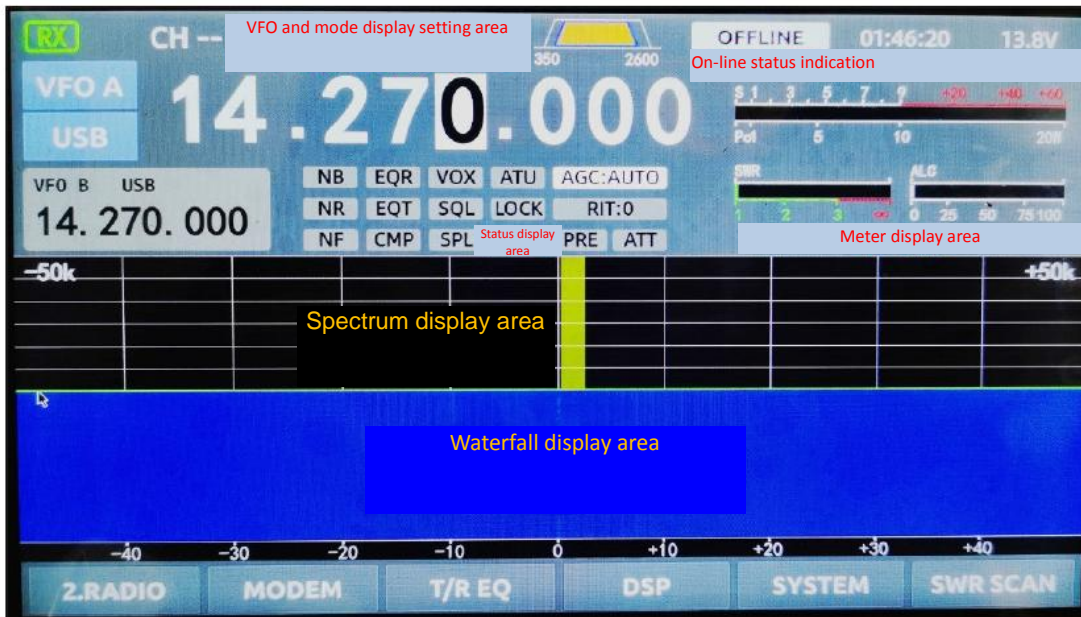 RX
CH --
VFO and mode display setting area
350 2600
OFFLINE 01:46:20 13.8V
On-line status indication
VFO A
USB
14.270.000
S 1 . 3 . 5 . 7 . 9 +20 +40 +60
Po1 5 10 20W
SWR
1 2 3 ∞
ALC
0 25 50 75 100
Meter display area
VFO B USB
14. 270. 000
NB EQR VOX ATU AGC:AUTO
NR EQT SQL LOCK RIT:0
NF CMP SPL PRE ATT
Status display
area
-50k +50k
Spectrum display area
Waterfall display area
-40 -30 -20 -10 0 +10 +20 +30 +40
2.RADIO MODEM T/R EQ DSP SYSTEM SWR SCAN